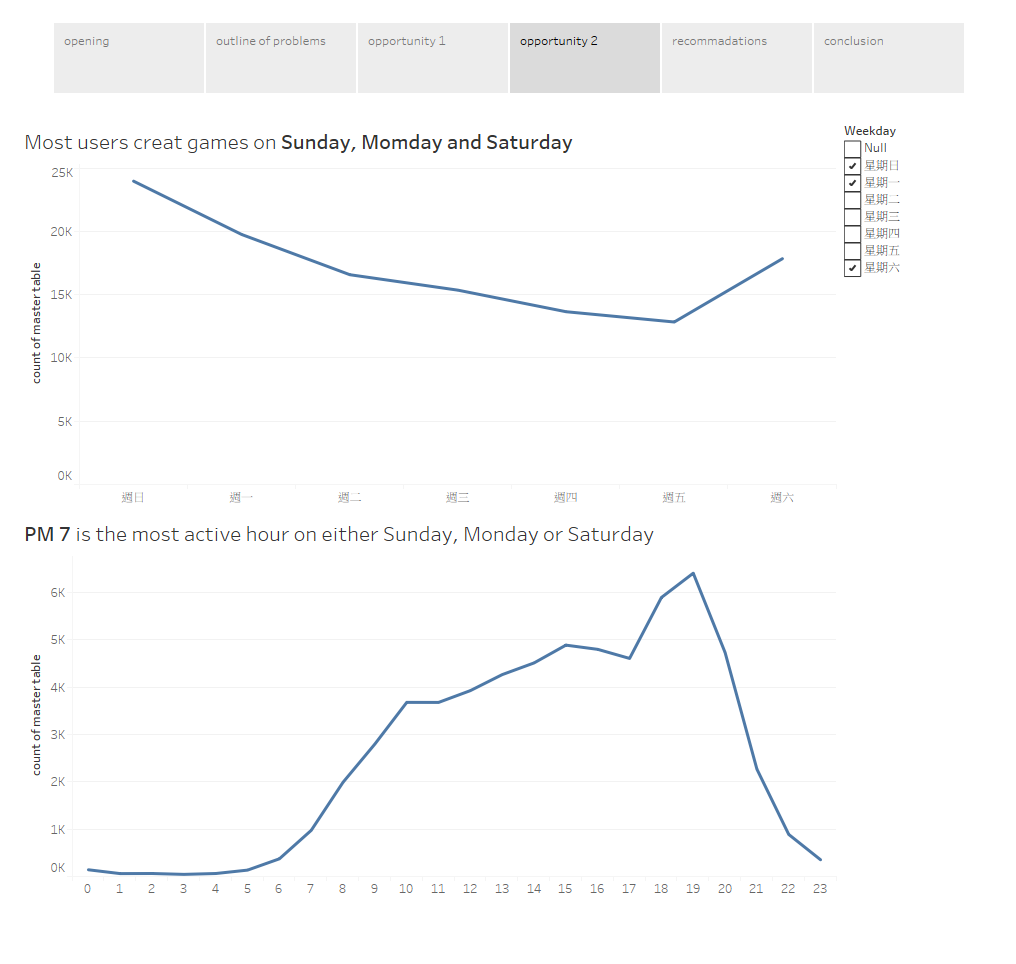 opening
outline of problems
opportunity 1
opportunity 2
recommadations
conclusion
Most users creat games on Sunday, Momday and Saturday
Weekday
Null
星期日
星期一
星期二
星期三
星期四
星期五
星期六
25K
20K
15K
10K
5K
0K
count of master table
週日 週一 週二 週三 週四 週五 週六
PM 7 is the most active hour on either Sunday, Monday or Saturday
6K
5K
4K
3K
2K
1K
0K
count of master table
0 1 2 3 4 5 6 7 8 9 10 11 12 13 14 15 16 17 18 19 20 21 22 23